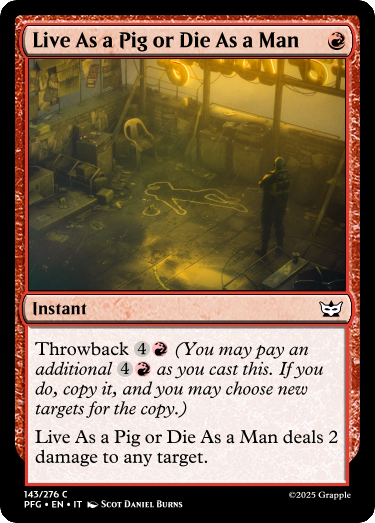 Live As a Pig or Die As a Man
Instant
Throwback 4 (You may pay an
additional 4 as you cast this. If you
do, copy it, and you may choose new
targets for the copy.)
Live As a Pig or Die As a Man deals 2
damage to any target.
143/276 C
PFG • EN • IT Scot Daniel Burns
©2025 Grapple